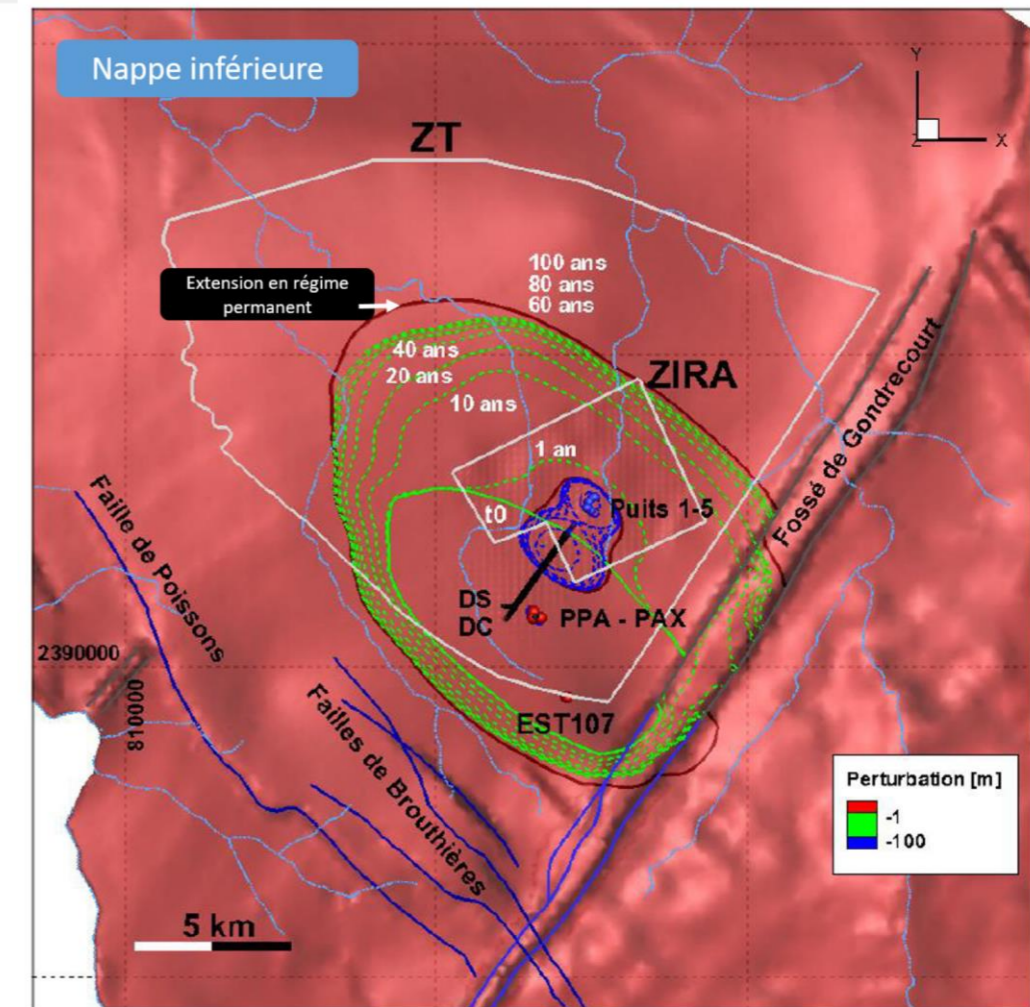 Nappe inférieure
Y
Z
X
ZT
Extension en régime
permanent
100 ans
80 ans
60 ans
40 ans
20 ans
10 ans
ZIRA
1 an
t0
Puits 1-5
Fossé de Gondrecourt
Faille de Poissons
DS
DC
PPA - PAX
2390000
810000
EST107
Failles de Brouthières
Perturbation [m]
-1
-100
5 km